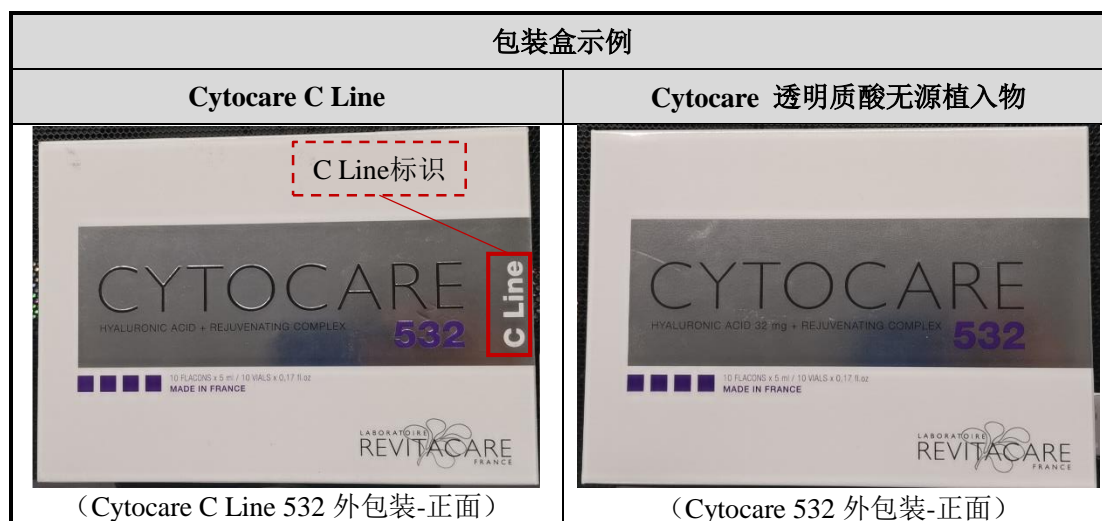 包装盒示例
Cytocare C Line
Cytocare 透明质酸无源植入物
C Line标识
CYTOCARE
HYALURONIC ACID + REJUVENATING COMPLEX
532
C Line
10 FLACONS x 5 ml / 10 VIALS x 0.17 fl.oz
MADE IN FRANCE
LABORATOIRE
REVITACARE
FRANCE
(Cytocare C Line 532 外包装-正面)
CYTOCARE
HYALURONIC ACID 32 mg + REJUVENATING COMPLEX
532
10 FLACONS x 5 ml / 10 VIALS x 0.17 fl.oz
MADE IN FRANCE
LABORATOIRE
REVITACARE
FRANCE
(Cytocare 532 外包装-正面)